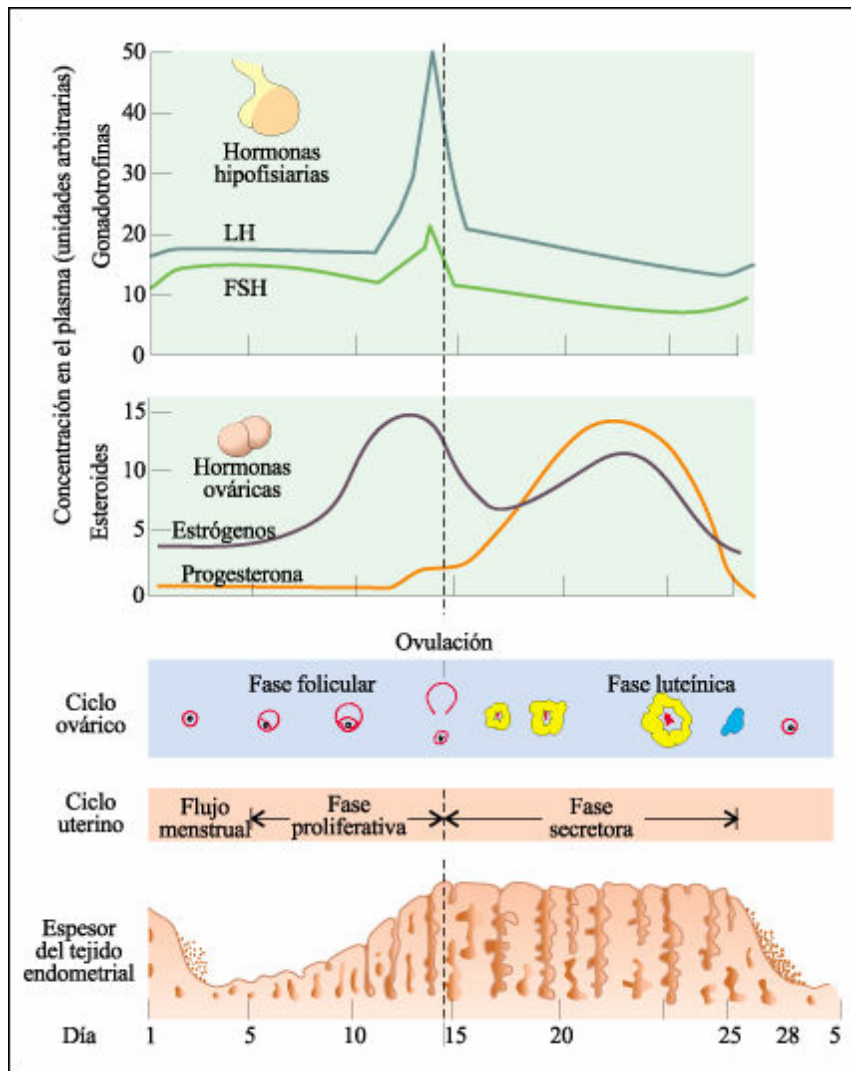 Concentración en el plasma (unidades arbitrarias)
Gonadotrofinas
50
40
30
20
10
0
Hormonas
hipofisiarias
LH
FSH
Esteroides
15
10
5
0
Hormonas
ováricas
Estrógenos
Progesterona
Ovulación
Ciclo
ovárico
Fase folicular
Fase luteínica
Ciclo
uterino
Flujo
menstrual
Fase
proliferativa
Fase
secretora
Espesor
del tejido
endometrial
Día
1 5 10 15 20 25 28 5